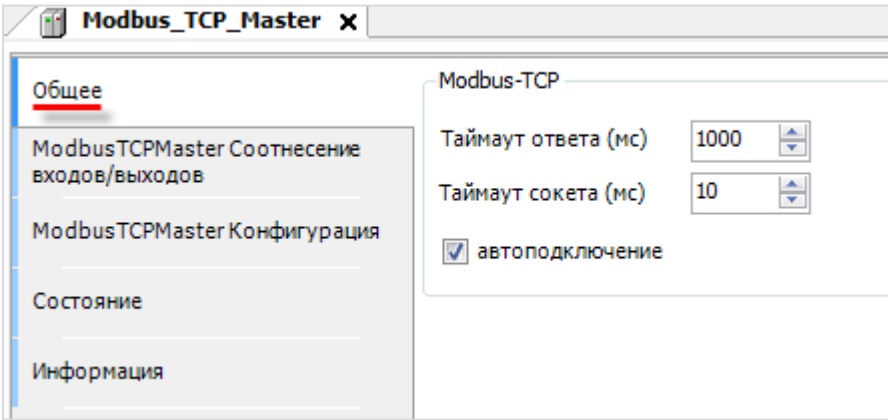 Modbus_TCP_Master x
Общее
ModbusTCPMaster Соотнесение
входов/выходов
ModbusTCPMaster Конфигурация
Состояние
Информация
Modbus-TCP
Таймаут ответа (мс) 1000
Таймаут сокета (мс) 10
автоподключение